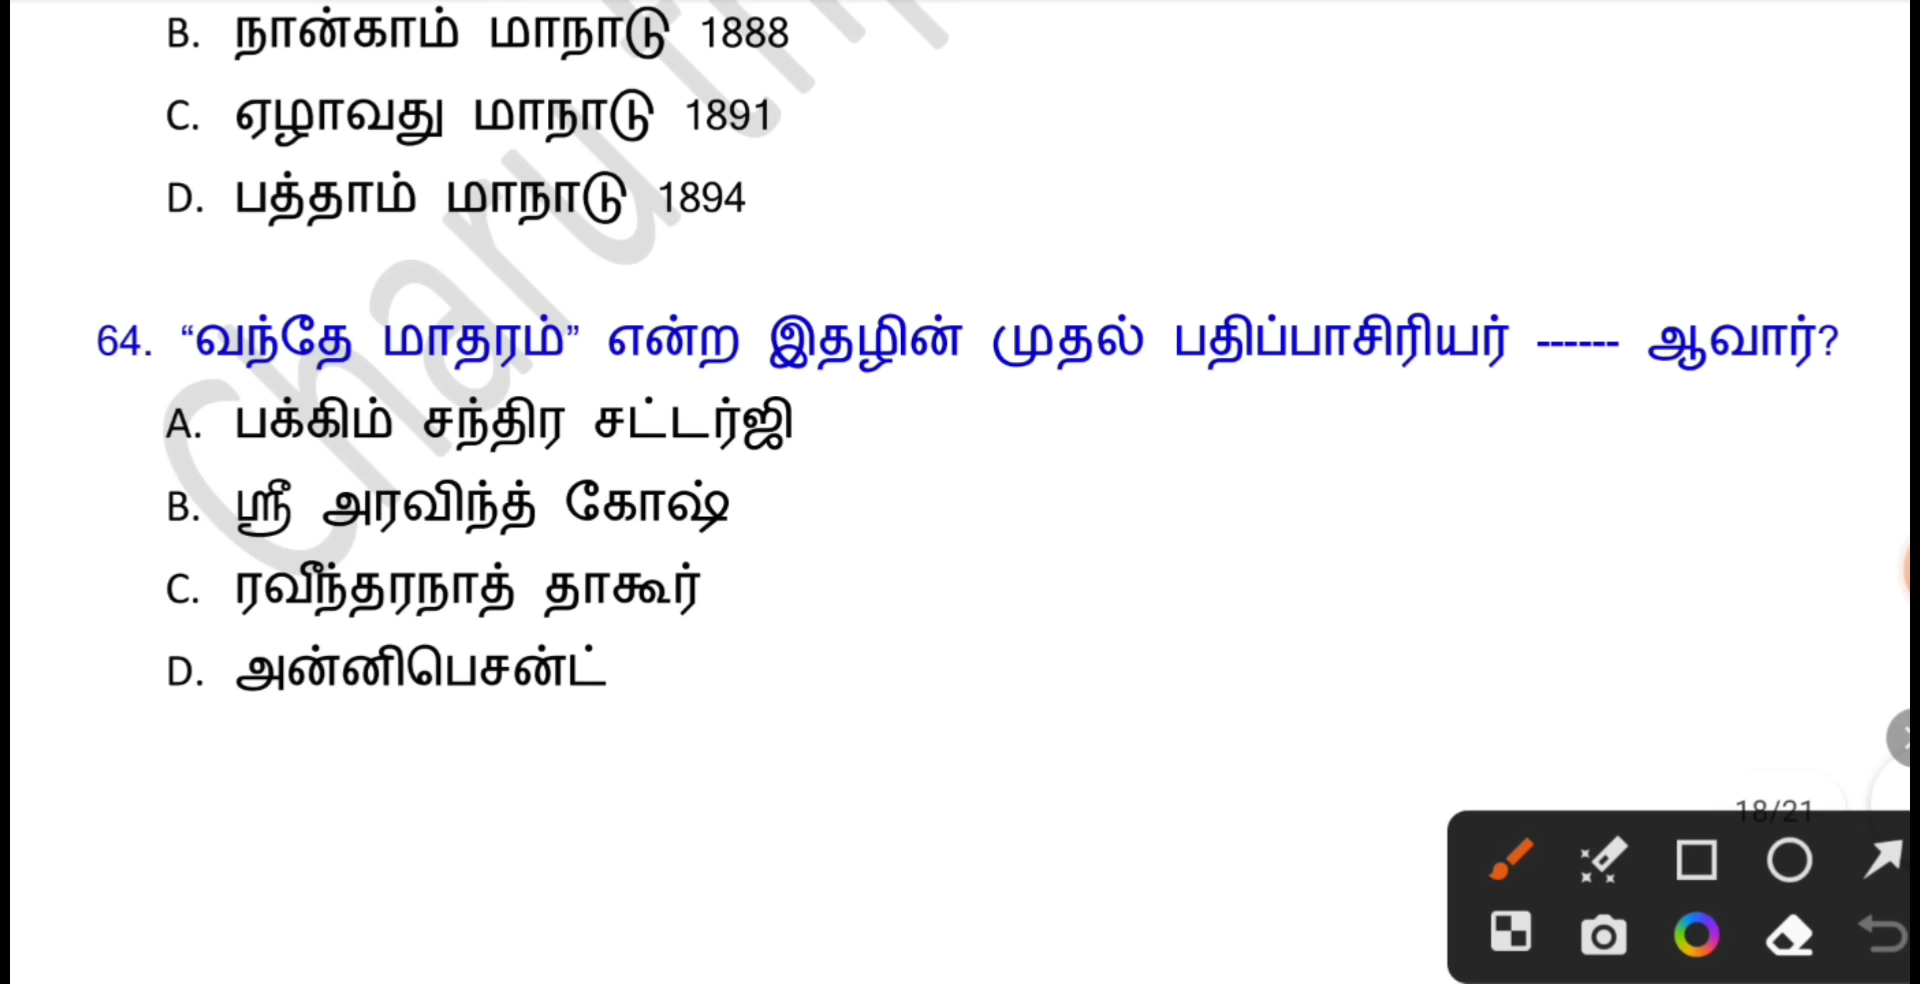 B. நான்காம் மாநாடு 1888
C. ஏழாவது மாநாடு 1891
D. பத்தாம் மாநாடு 1894
64. “வந்தே மாதரம்” என்ற இதழின் முதல் பதிப்பாசிரியர் ------ ஆவார்?
A. பக்கிம் சந்திர சட்டர்ஜி
B. ஸ்ரீ அரவிந்த் கோஷ்
C. ரவீந்தரநாத் தாகூர்
D. அன்னிபெசன்ட்
18/21